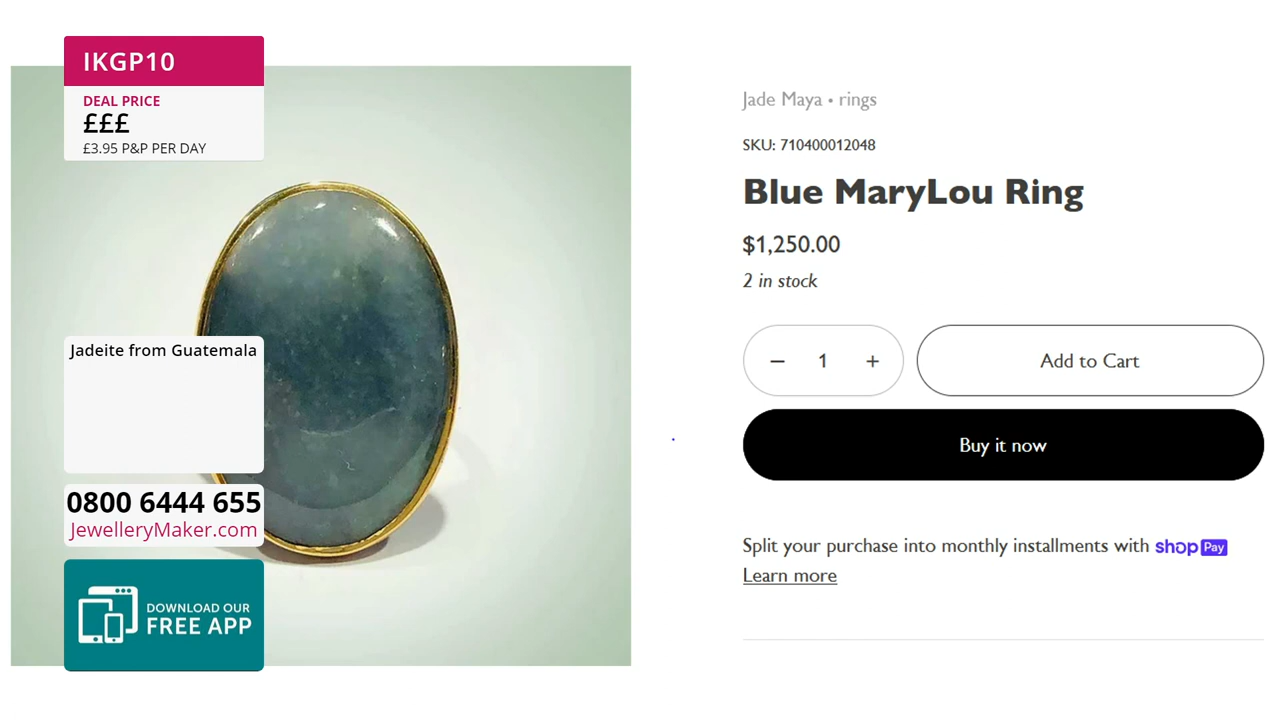 IKGP10
DEAL PRICE
£££
£3.95 P&P PER DAY
Jadeite from Guatemala
0800 6444 655
JewelleryMaker.com
DOWNLOAD OUR
FREE APP
Jade Maya • rings
SKU: 710400012048
Blue MaryLou Ring
$1,250.00
2 in stock
− 1 + Add to Cart
Buy it now
Split your purchase into monthly installments with shop Pay
Learn more